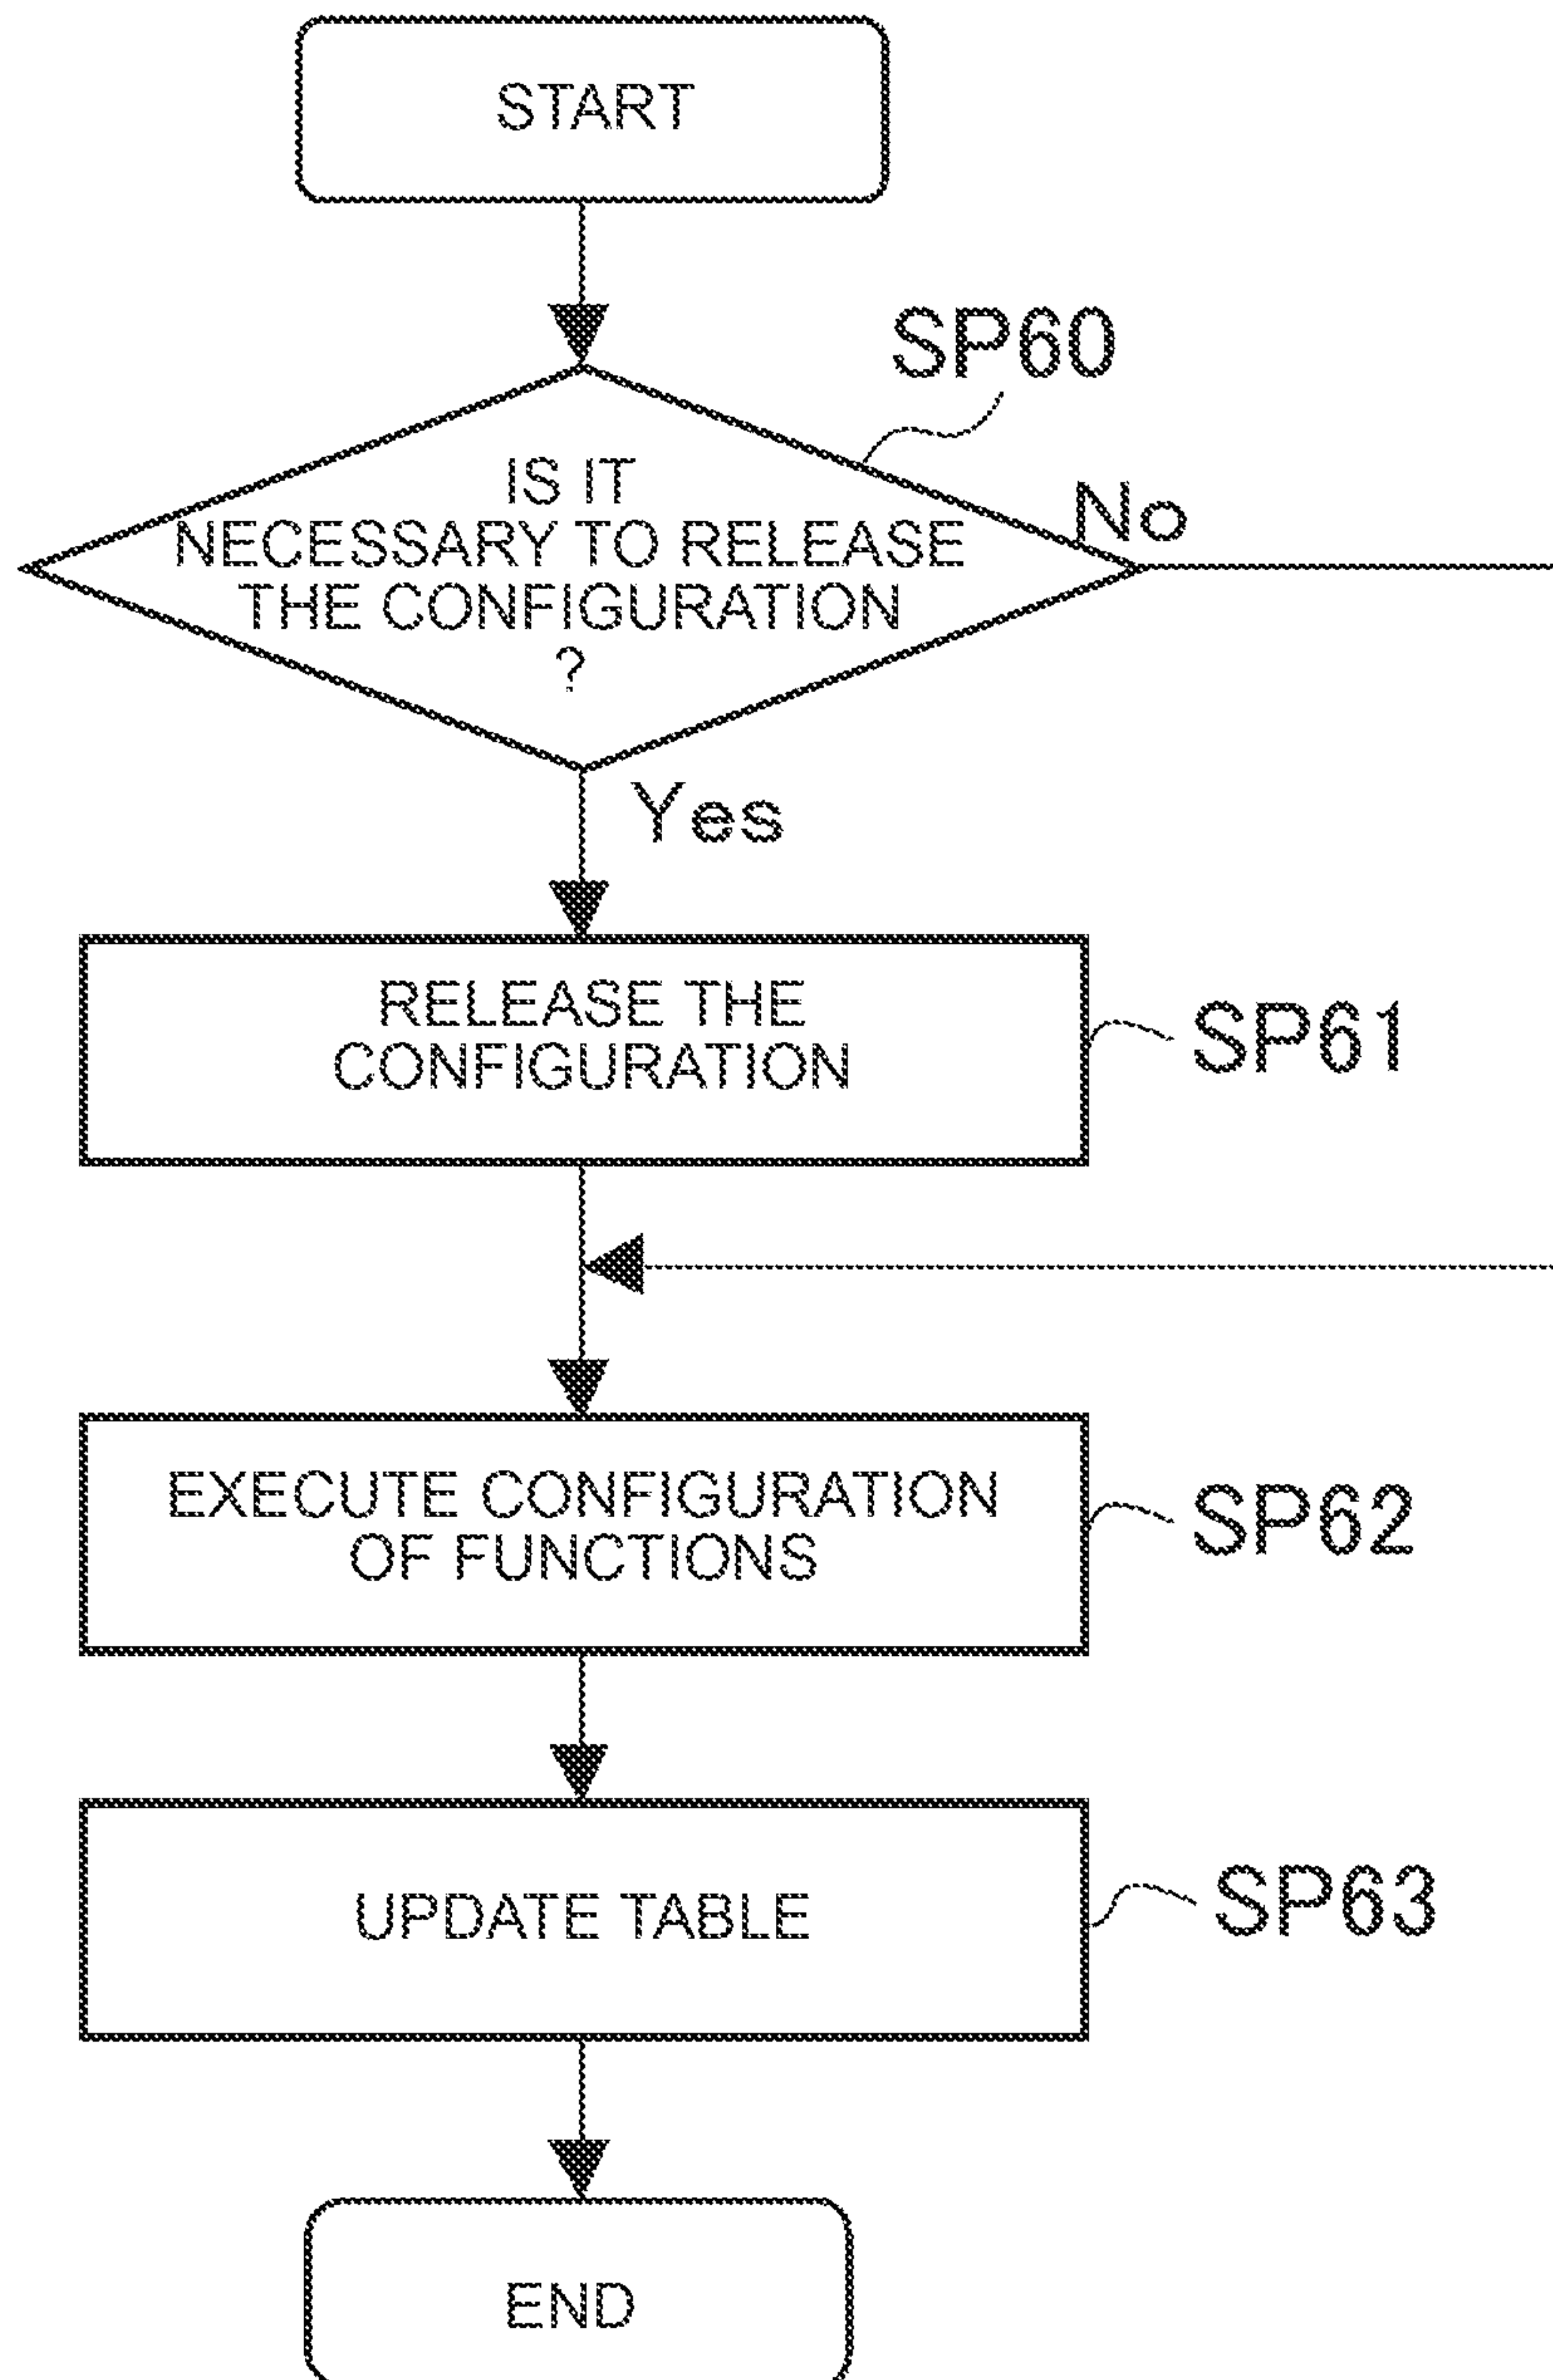 START
SP60
IS IT
NECESSARY TO RELEASE
THE CONFIGURATION
?
No
Yes
RELEASE THE
CONFIGURATION
SP61
EXECUTE CONFIGURATION
OF FUNCTIONS
SP62
UPDATE TABLE
SP63
END